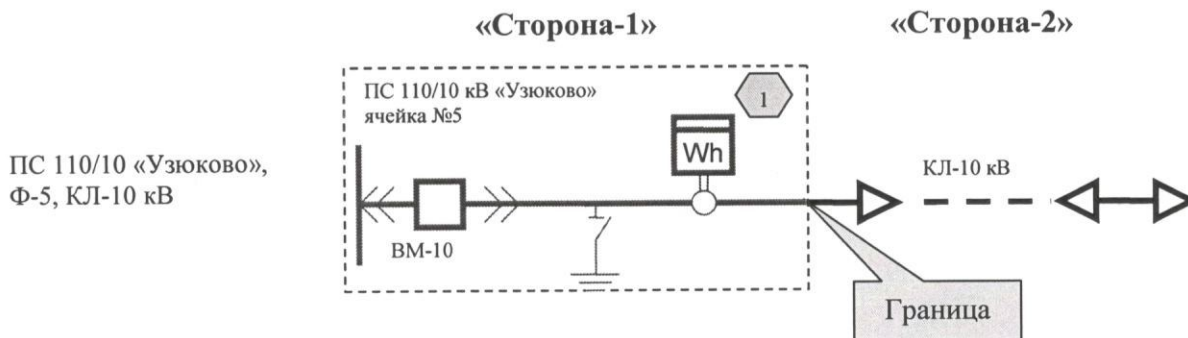 «Сторона-1»
«Сторона-2»
ПС 110/10 кВ «Узюково»
ячейка №5
1
Wh
ПС 110/10 «Узюково»,
Ф-5, КЛ-10 кВ
КЛ-10 кВ
ВМ-10
Граница